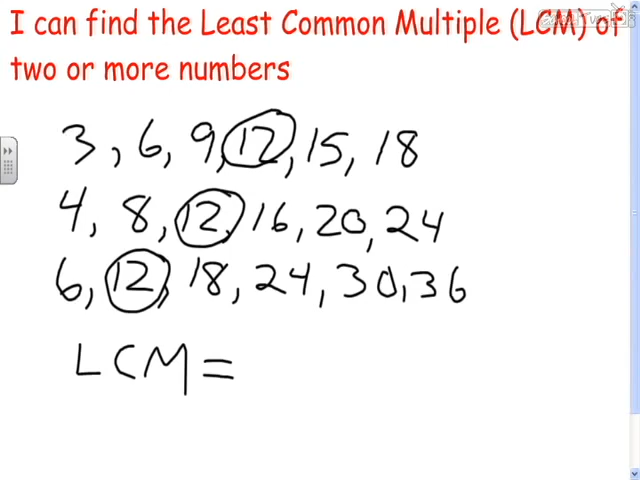 I can find the Least Common Multiple (LCM) of
two or more numbers
3, 6, 9, 12, 15, 18
4, 8, 12, 16, 20, 24
6, 12, 18, 24, 30, 36
LCM =